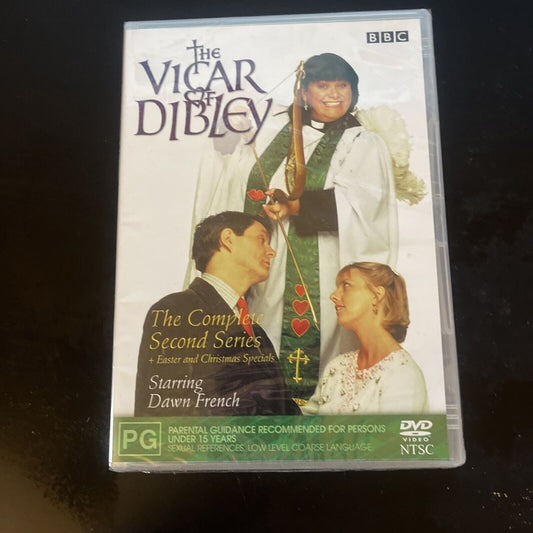 BBC
THE
VICAR
OF
DIBLEY
The Complete
Second Series
+ Easter and Christmas Specials
Starring
Dawn French
PG
PARENTAL GUIDANCE RECOMMENDED FOR PERSONS
UNDER 15 YEARS
SEXUAL REFERENCES, LOW LEVEL COARSE LANGUAGE
DVD
VIDEO
NTSC